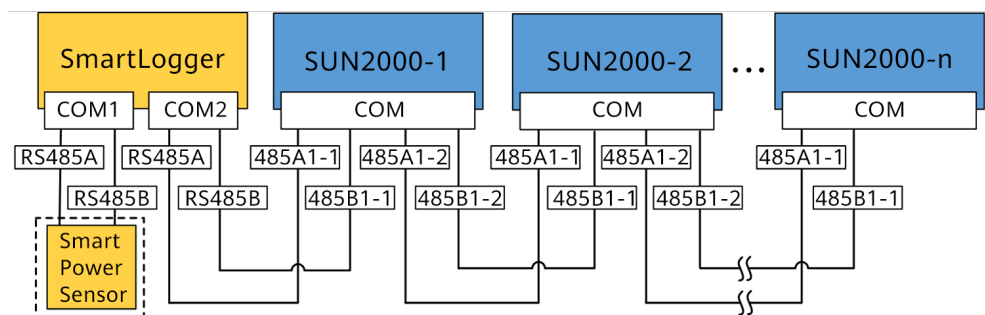 SmartLogger
SUN2000-1
SUN2000-2
...
SUN2000-n
COM1
COM2
COM
COM
COM
RS485A
RS485A
485A1-1
485A1-2
485A1-1
485A1-2
485A1-1
RS485B
RS485B
485B1-1
485B1-2
485B1-1
485B1-2
485B1-1
Smart
Power
Sensor